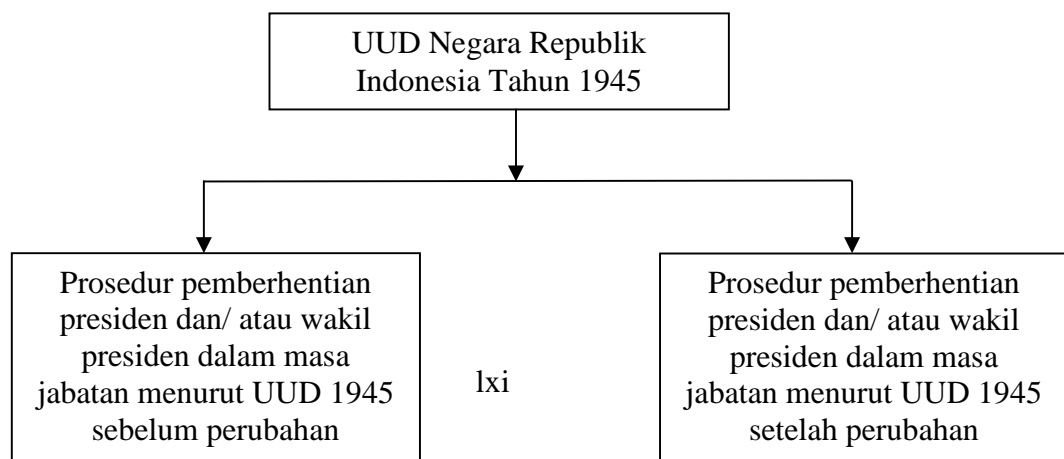 UUD Negara Republik
Indonesia Tahun 1945
Prosedur pemberhentian
presiden dan/ atau wakil
presiden dalam masa
jabatan menurut UUD 1945
sebelum perubahan
lxi
Prosedur pemberhentian
presiden dan/ atau wakil
presiden dalam masa
jabatan menurut UUD 1945
setelah perubahan